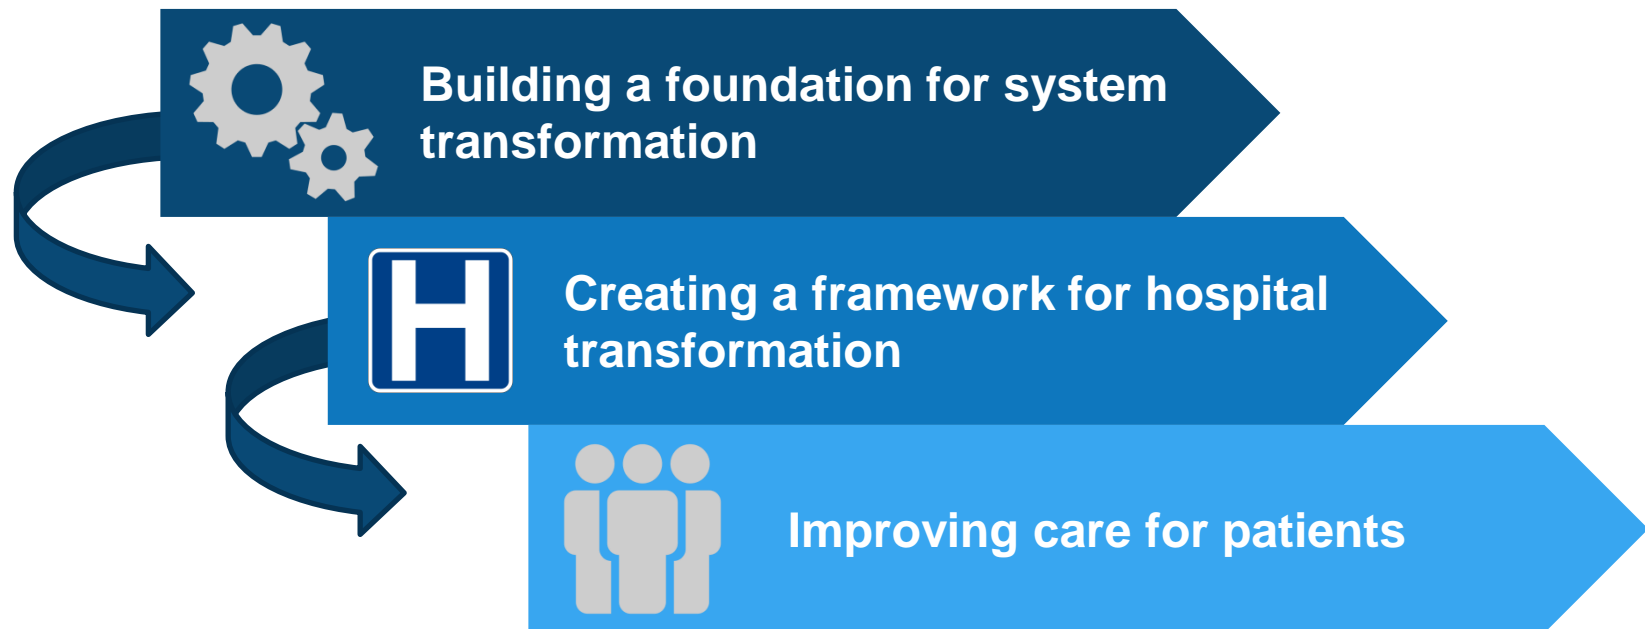 Building a foundation for system
transformation
H
Creating a framework for hospital
transformation
Improving care for patients